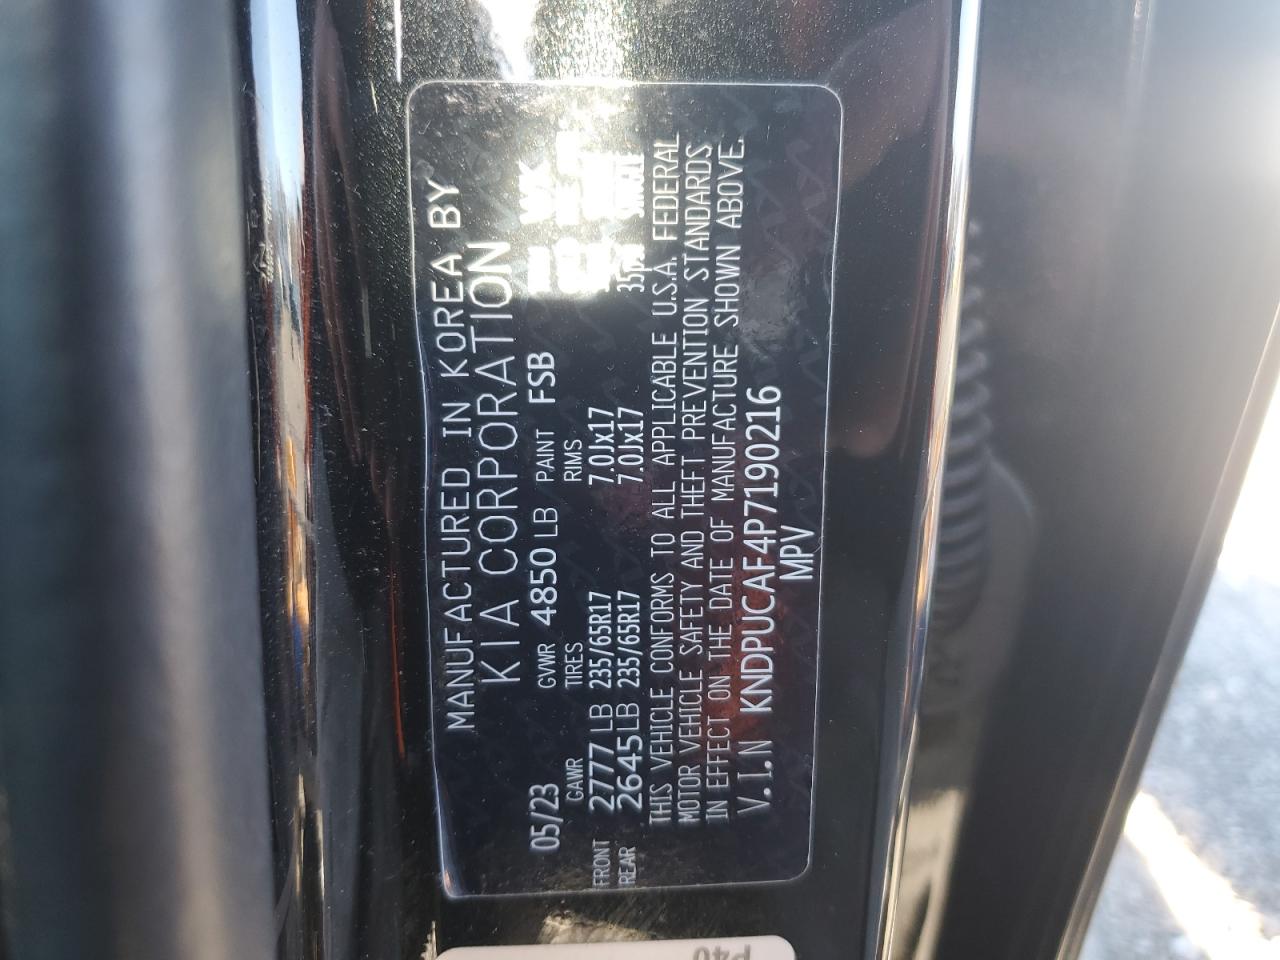 MANUFACTURED IN KOREA BY
KIA CORPORATION
05/23 GVWR 4850 LB PAINT FSB
GAWR TIRES RIMS
FRONT 2777 LB 235/65R17 7.0Jx17
REAR 2645 LB 235/65R17 7.0Jx17
THIS VEHICLE CONFORMS TO ALL APPLICABLE U.S.A. FEDERAL
MOTOR VEHICLE SAFETY AND THEFT PREVENTION STANDARDS
IN EFFECT ON THE DATE OF MANUFACTURE SHOWN ABOVE.
V.I.N KNDPUCAF4P7190216
MPV